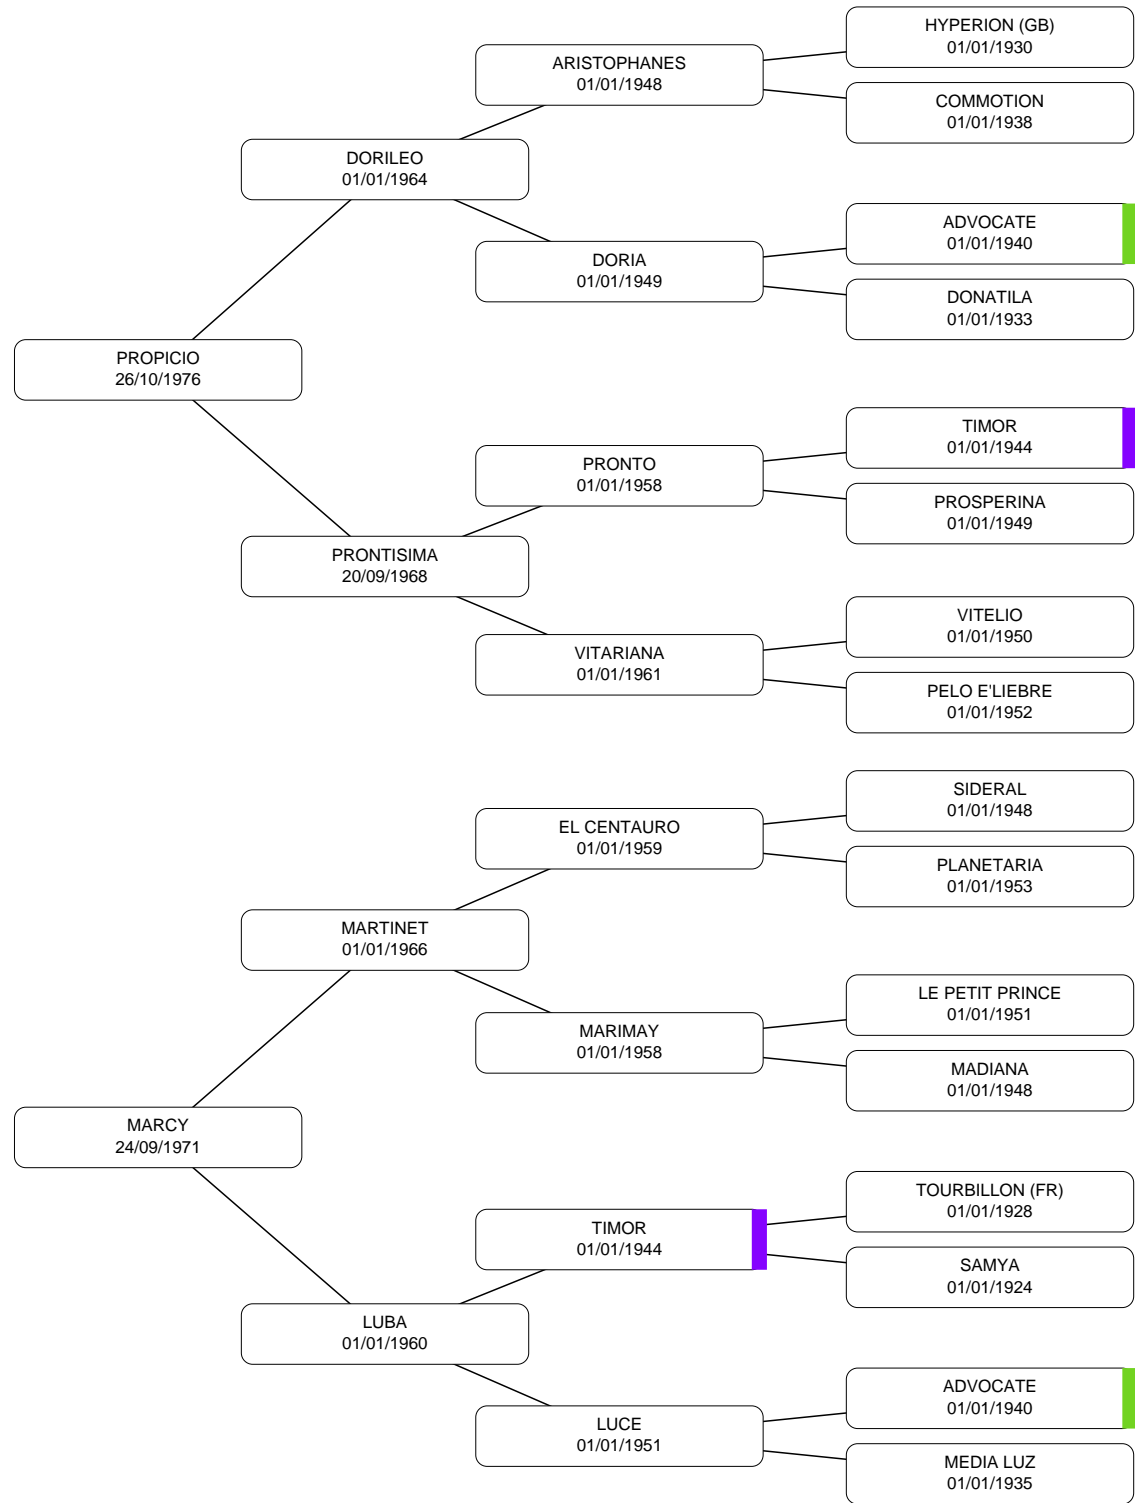 HYPERION (GB)
01/01/1930
ARISTOPHANES
01/01/1948
COMMOTION
01/01/1938
DORILEO
01/01/1964
ADVOCATE
01/01/1940
DORIA
01/01/1949
DONATILA
01/01/1933
PROPICIO
26/10/1976
TIMOR
01/01/1944
PRONTO
01/01/1958
PROSPERINA
01/01/1949
PRONTISIMA
20/09/1968
VITELIO
01/01/1950
VITARIANA
01/01/1961
PELO E'LIEBRE
01/01/1952
SIDERAL
01/01/1948
EL CENTAURO
01/01/1959
PLANETARIA
01/01/1953
MARTINET
01/01/1966
LE PETIT PRINCE
01/01/1951
MARIMAY
01/01/1958
MADIANA
01/01/1948
MARCY
24/09/1971
TOURBILLON (FR)
01/01/1928
TIMOR
01/01/1944
SAMYA
01/01/1924
LUBA
01/01/1960
ADVOCATE
01/01/1940
LUCE
01/01/1951
MEDIA LUZ
01/01/1935